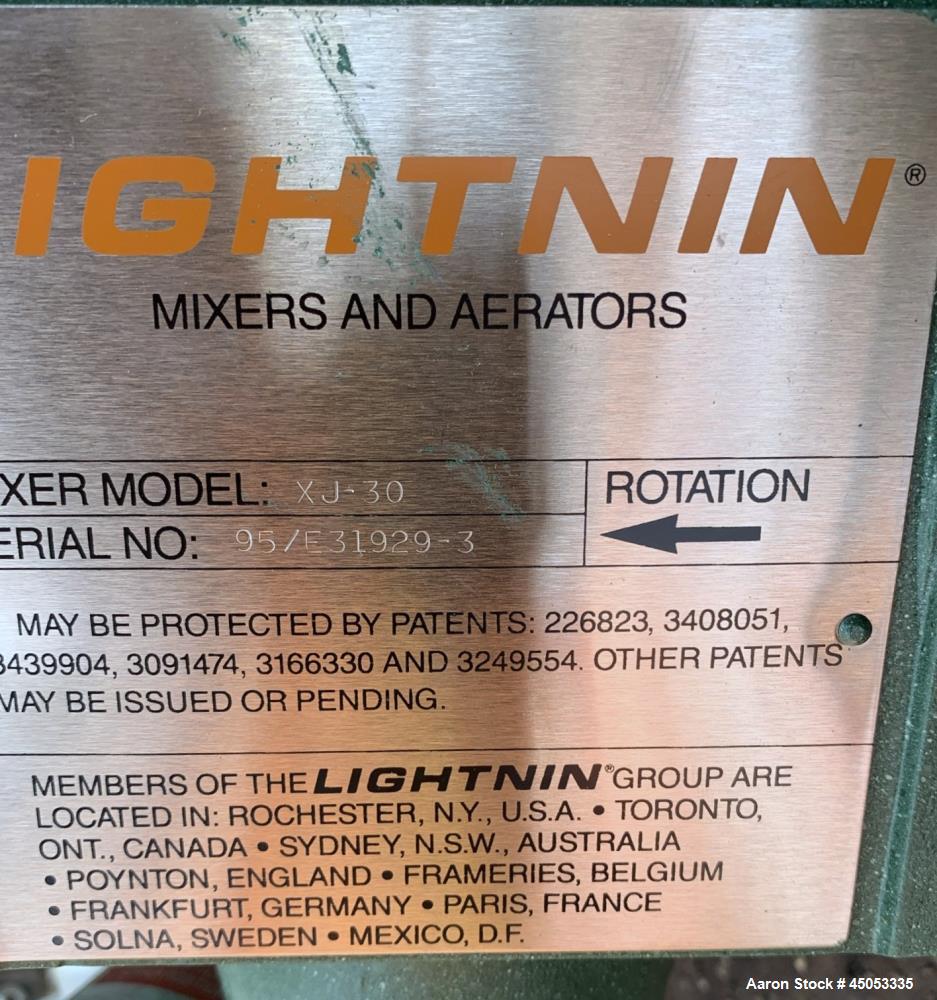 IGHTNIN®
MIXERS AND AERATORS
XER MODEL: XJ-30
ROTATION
ERIAL NO: 95/E31929-3
MAY BE PROTECTED BY PATENTS: 226823, 3408051,
3439904, 3091474, 3166330 AND 3249554. OTHER PATENTS
MAY BE ISSUED OR PENDING.
MEMBERS OF THE LIGHTNIN® GROUP ARE
LOCATED IN: ROCHESTER, N.Y., U.S.A. • TORONTO,
ONT., CANADA • SYDNEY, N.S.W., AUSTRALIA
• POYNTON, ENGLAND • FRAMERIES, BELGIUM
• FRANKFURT, GERMANY • PARIS, FRANCE
• SOLNA, SWEDEN • MEXICO, D.F.
Aaron Stock # 45053335